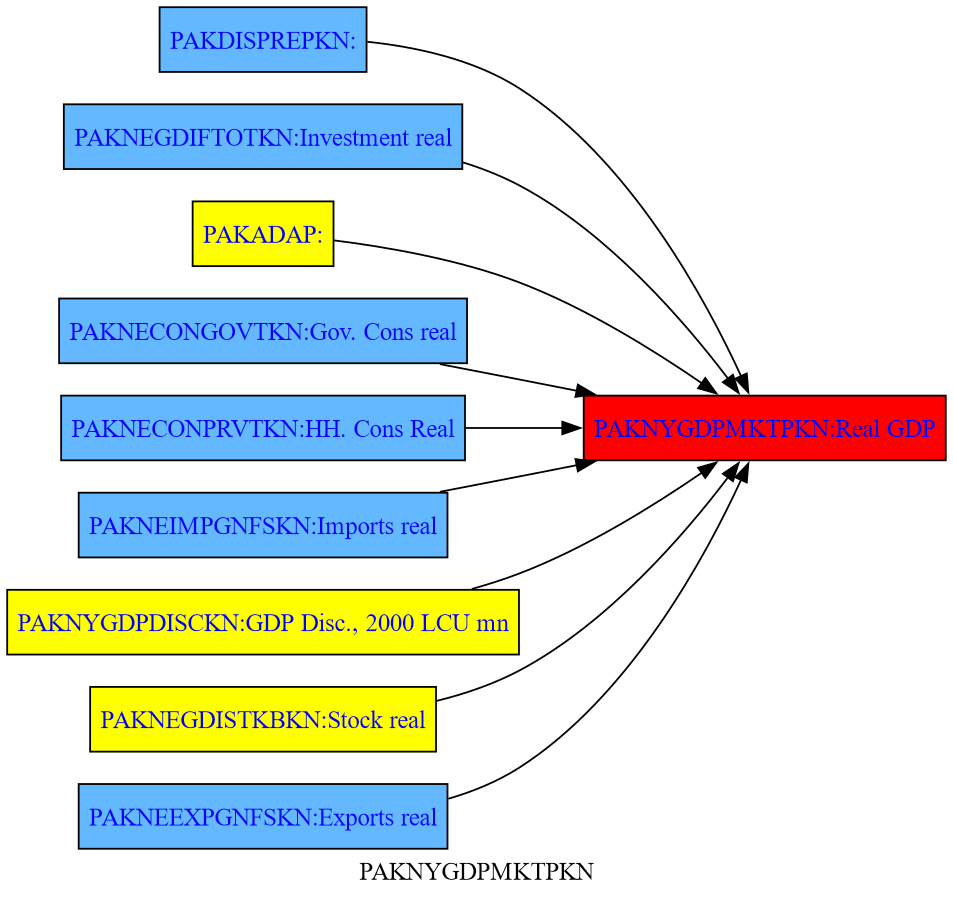 PAKDISPREPKN:
PAKNEGDIFTOTKN:Investment real
PAKADAP:
PAKNECONGOVTKN:Gov. Cons real
PAKNECONPRVTKN:HH. Cons Real
PAKNYGDPMKTPKN:Real GDP
PAKNEIMPGNFSKN:Imports real
PAKNYGDPDISCKN:GDP Disc., 2000 LCU mn
PAKNEGDISTKBKN:Stock real
PAKNEEXPGNFSKN:Exports real
PAKNYGDPMKTPKN